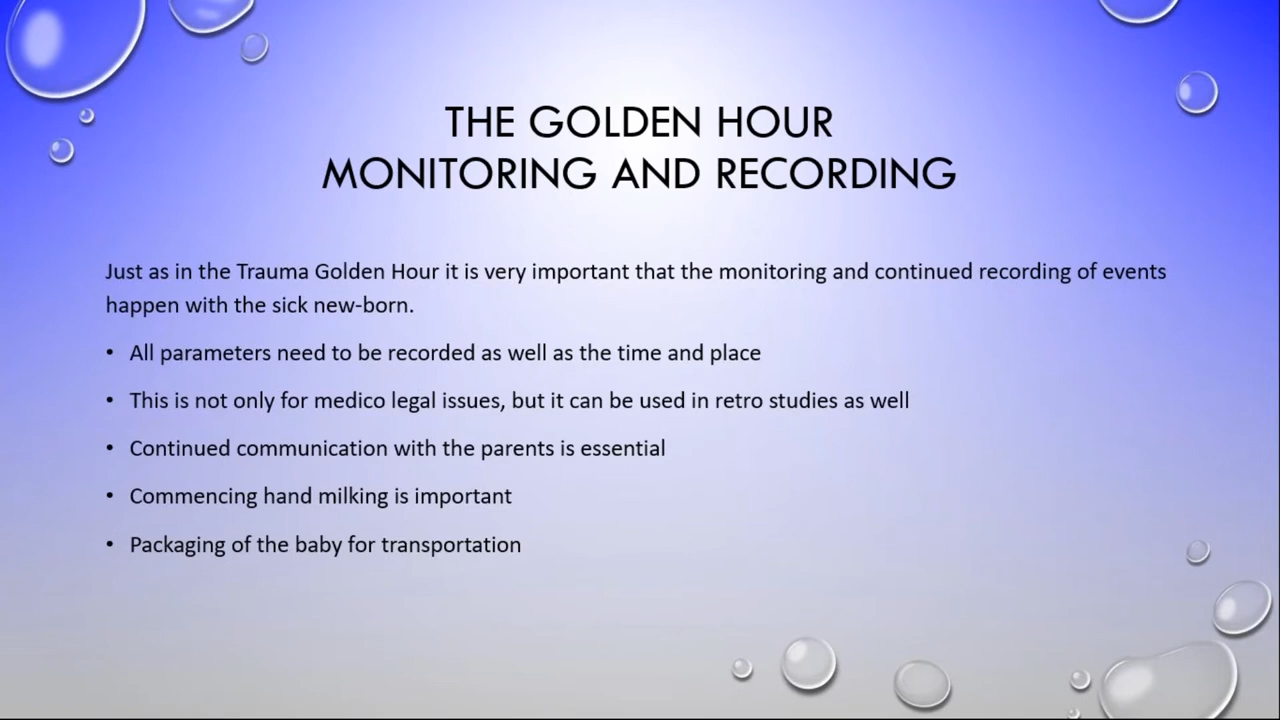 THE GOLDEN HOUR
MONITORING AND RECORDING
Just as in the Trauma Golden Hour it is very important that the monitoring and continued recording of events
happen with the sick new-born.
• All parameters need to be recorded as well as the time and place
• This is not only for medico legal issues, but it can be used in retro studies as well
• Continued communication with the parents is essential
• Commencing hand milking is important
• Packaging of the baby for transportation